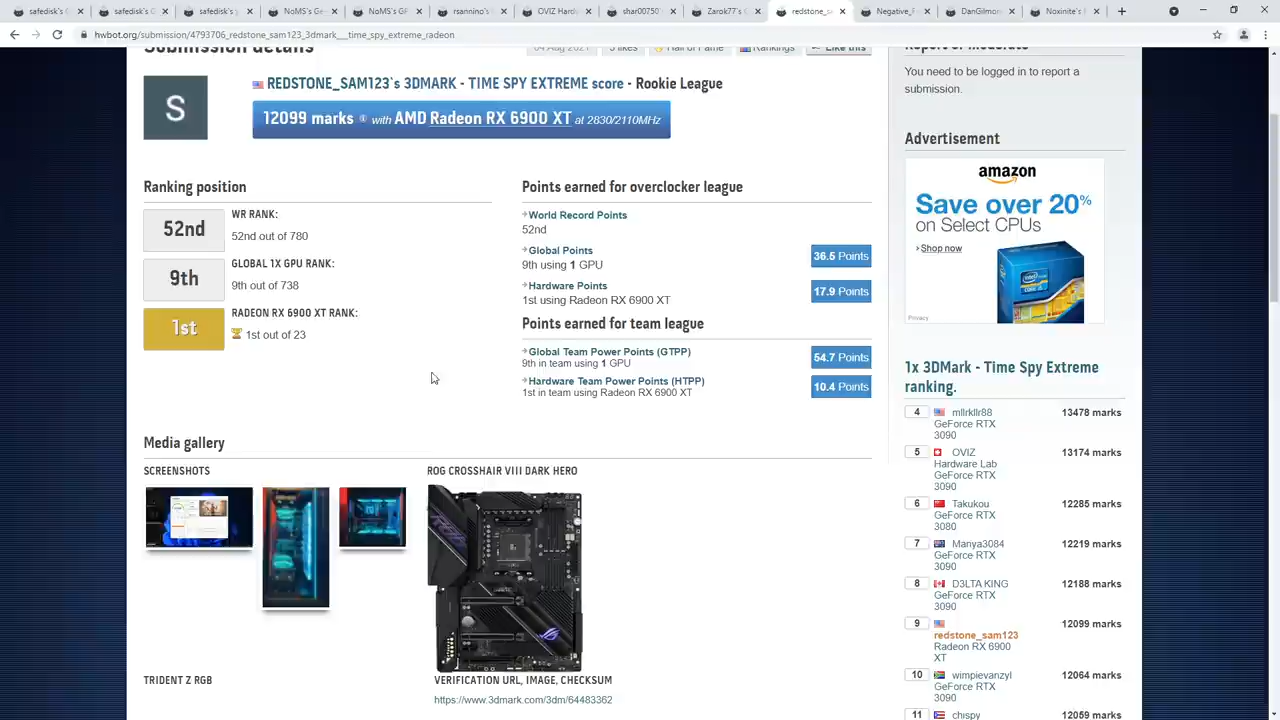 safedisk's G
safedisk's G
safedisk's y
NoMS's Ge
NoMS's GF
rsannino's W
OVIZ Hard
shar00750'
Zarok77's G
redstone_s
Negative_F
DanGilmor
Noxinite's R
hwbot.org/submission/4793706_redstone_sam123_3dmark___time_spy_extreme_radeon
Submission details
04 Aug 2021
3 likes
Hall of Fame
Rankings
Like this
REDSTONE_SAM123`s 3DMARK - TIME SPY EXTREME score - Rookie League
S
12099 marks with AMD Radeon RX 6900 XT at 2830/2110MHz
Ranking position
52nd
WR RANK:
52nd out of 780
9th
GLOBAL 1X GPU RANK:
9th out of 738
1st
RADEON RX 6900 XT RANK:
1st out of 23
Points earned for overclocker league
World Record Points
52nd
Global Points
9th using 1 GPU
36.5 Points
Hardware Points
1st using Radeon RX 6900 XT
17.9 Points
Points earned for team league
Global Team Power Points (GTPP)
9th in team using 1 GPU
54.7 Points
Hardware Team Power Points (HTPP)
1st in team using Radeon RX 6900 XT
10.4 Points
Media gallery
SCREENSHOTS
ROG CROSSHAIR VIII DARK HERO
TRIDENT Z RGB
VERIFICATION URL, IMAGE, CHECKSUM
https://www.3dmark.com/3dm/64483362
Report or moderate
You need to be logged in to report a
submission.
Advertisement
amazon
Save over 20%
on Select CPUs
Shop now
Privacy
1x 3DMark - Time Spy Extreme
ranking.
4 mllrkllr88 13478 marks
GeForce RTX
3090
5 OVIZ 13174 marks
Hardware Lab
GeForce RTX
3090
6 Takukou 12285 marks
GeForce RTX
3080
7 Manya3084 12219 marks
GeForce RTX
3090
8 D3LTA KING 12188 marks
GeForce RTX
3090
9 12099 marks
redstone_sam123
Radeon RX 6900
XT
10 wimpievanzyl 12064 marks
GeForce RTX
3090
11 chispy 12059 marks